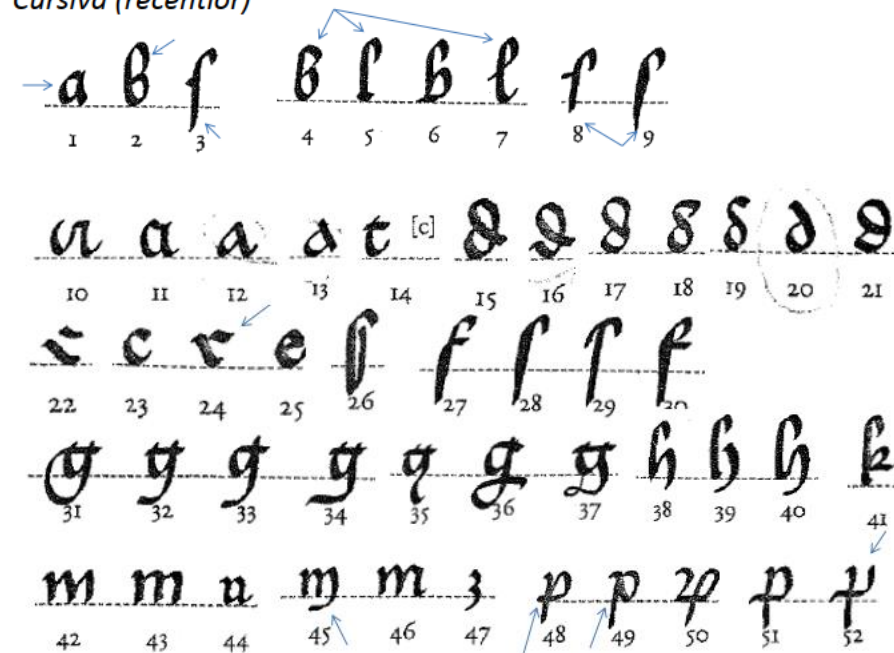 Cursiva (recentior)
a b ſ b l h l ſ ſ
1 2 3 4 5 6 7 8 9
a a a a t [c] d d d d d d d
10 11 12 13 14 15 16 17 18 19 20 21
c c r e ſ f ſ ſ f
22 23 24 25 26 27 28 29 30
g g g g g g g h h h k
31 32 33 34 35 36 37 38 39 40 41
m m u m m 3 p p p p p
42 43 44 45 46 47 48 49 50 51 52